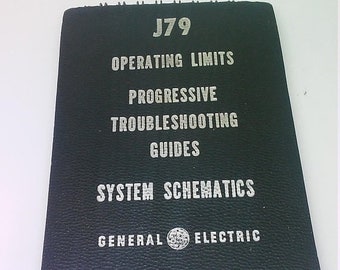 J79
OPERATING LIMITS
PROGRESSIVE
TROUBLESHOOTING
GUIDES
SYSTEM SCHEMATICS
GENERAL ELECTRIC